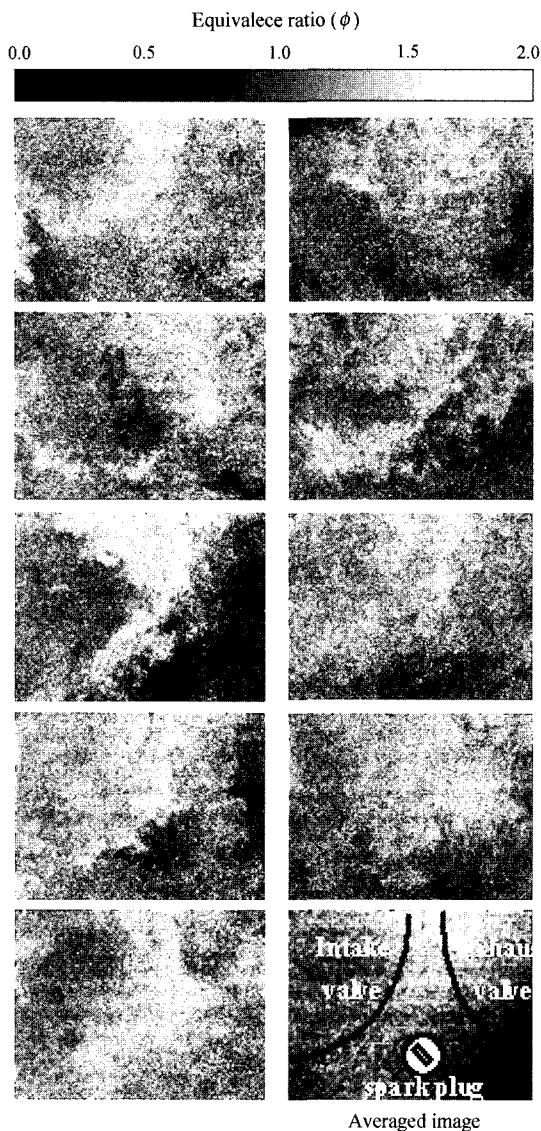 Equivalece ratio (ϕ)
0.0 0.5 1.0 1.5 2.0
Intake
valve
valve
spark plug
Averaged image